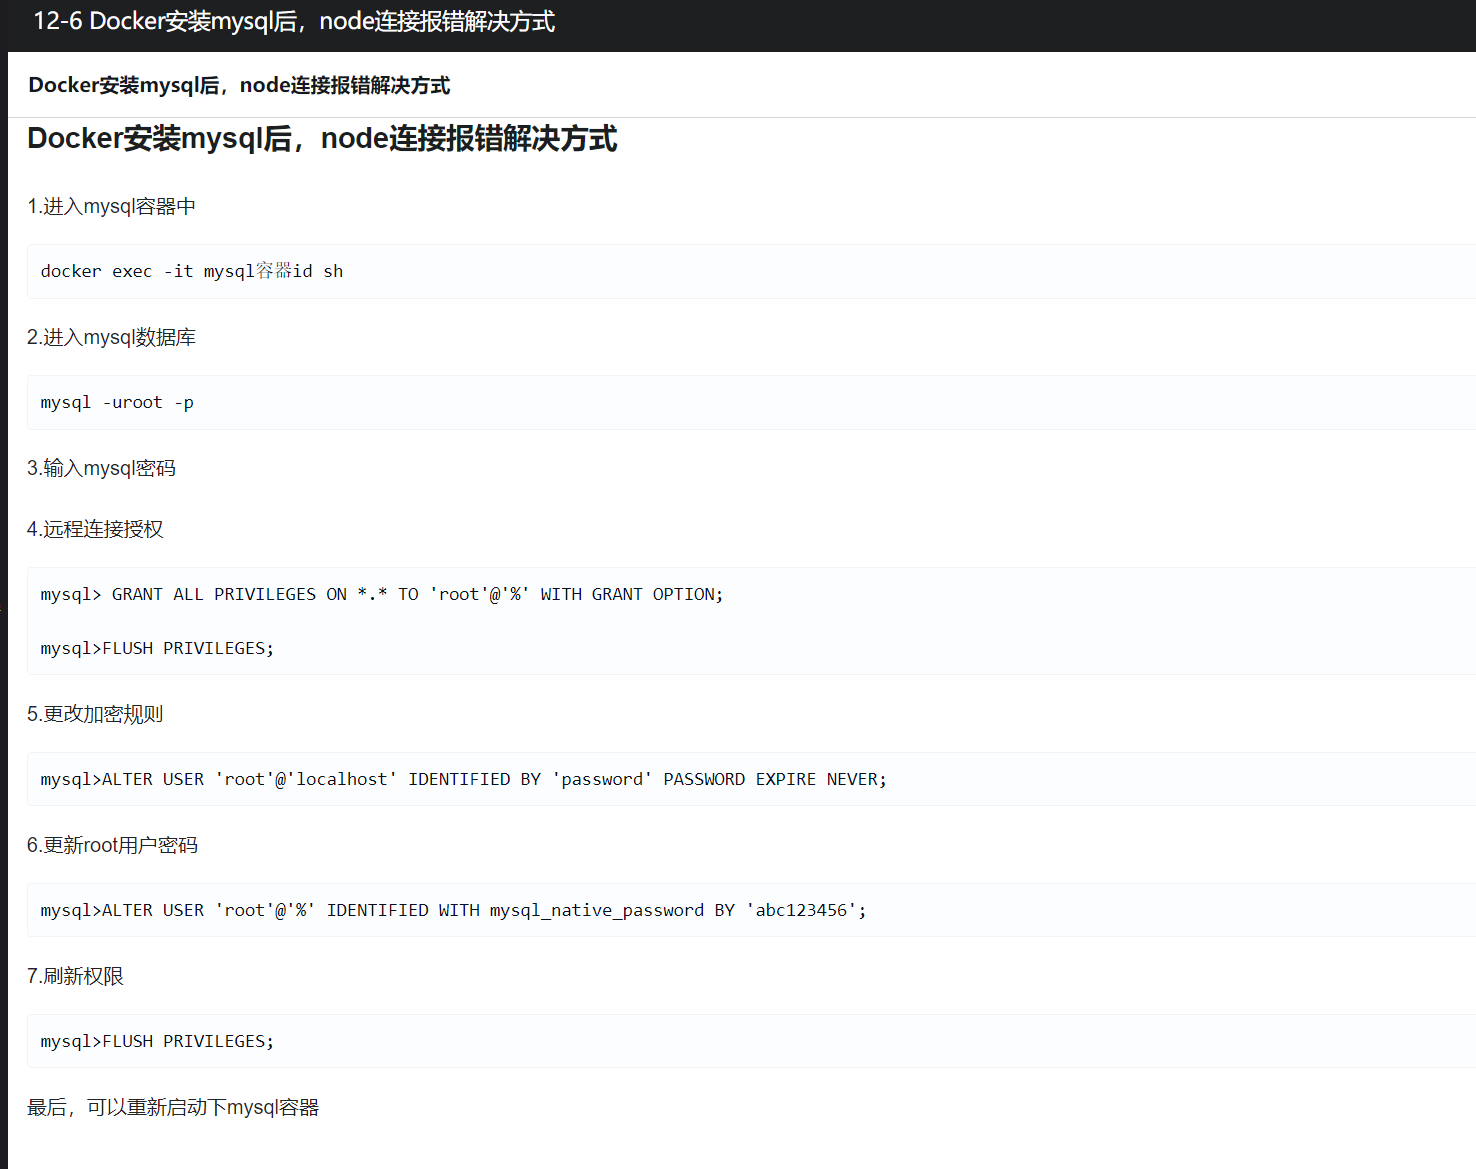 12-6 Docker安装mysql后，node连接报错解决方式
Docker安装mysql后，node连接报错解决方式
Docker安装mysql后，node连接报错解决方式
1.进入mysql容器中
docker exec -it mysql容器id sh
2.进入mysql数据库
mysql -uroot -p
3.输入mysql密码
4.远程连接授权
mysql> GRANT ALL PRIVILEGES ON *.* TO 'root'@'%' WITH GRANT OPTION;
mysql>FLUSH PRIVILEGES;
5.更改加密规则
mysql>ALTER USER 'root'@'localhost' IDENTIFIED BY 'password' PASSWORD EXPIRE NEVER;
6.更新root用户密码
mysql>ALTER USER 'root'@'%' IDENTIFIED WITH mysql_native_password BY 'abc123456';
7.刷新权限
mysql>FLUSH PRIVILEGES;
最后，可以重新启动下mysql容器